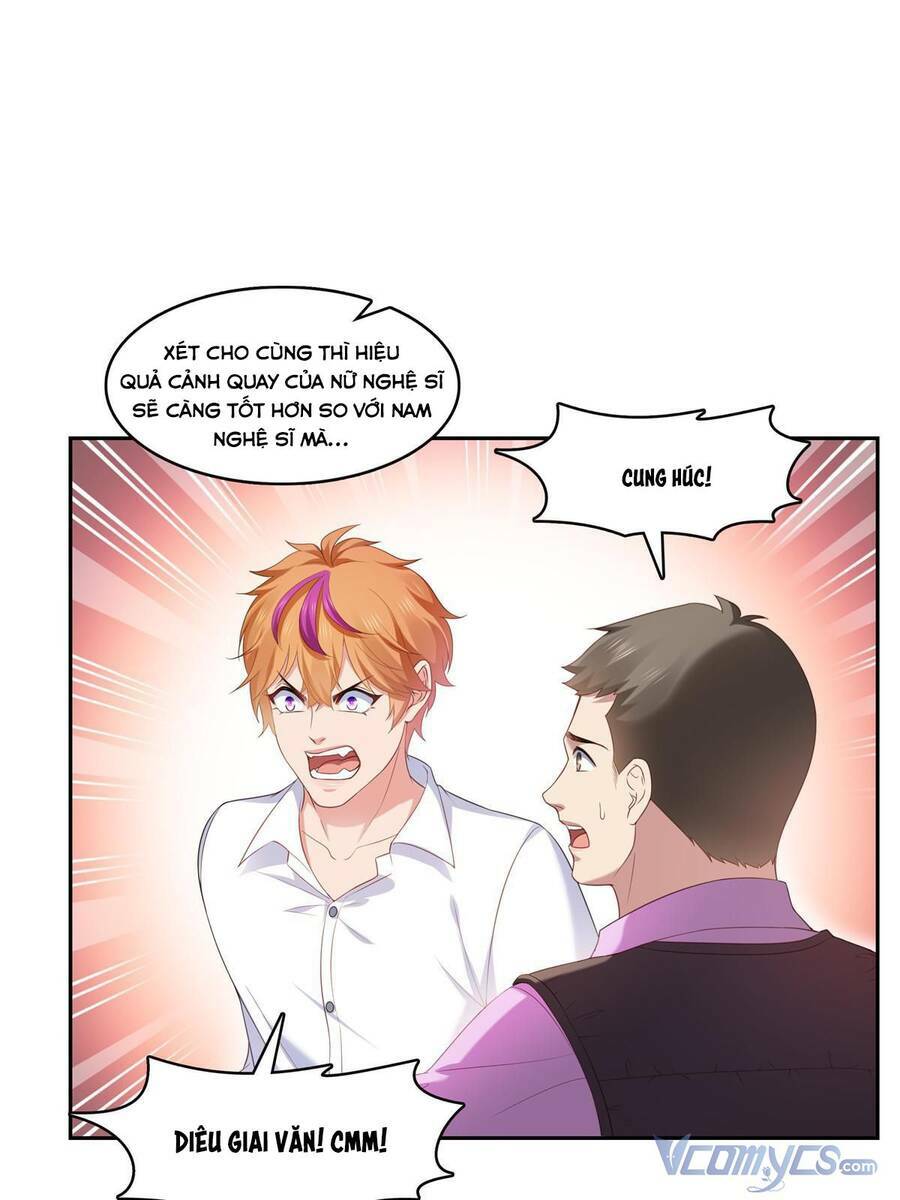 XÉT CHO CÙNG THÌ HIỆU
QUẢ CẢNH QUAY CỦA NỮ NGHỆ SĨ
SẼ CÀNG TỐT HƠN SO VỚI NAM
NGHỆ SĨ MÀ...
CUNG HÚC!
DIÊU GIAI VĂN! CMM!
VCOMYCS.com